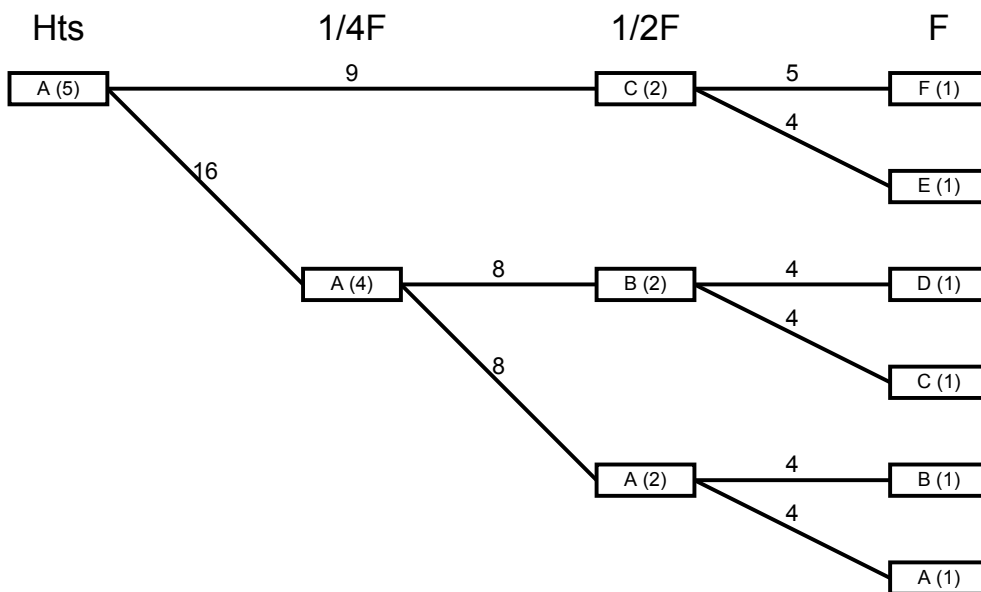 Hts 1/4F 1/2F F
9 5
A (5) C (2) F (1)
4
16 E (1)
8 4
A (4) B (2) D (1)
4
8 C (1)
4
A (2) B (1)
4
A (1)